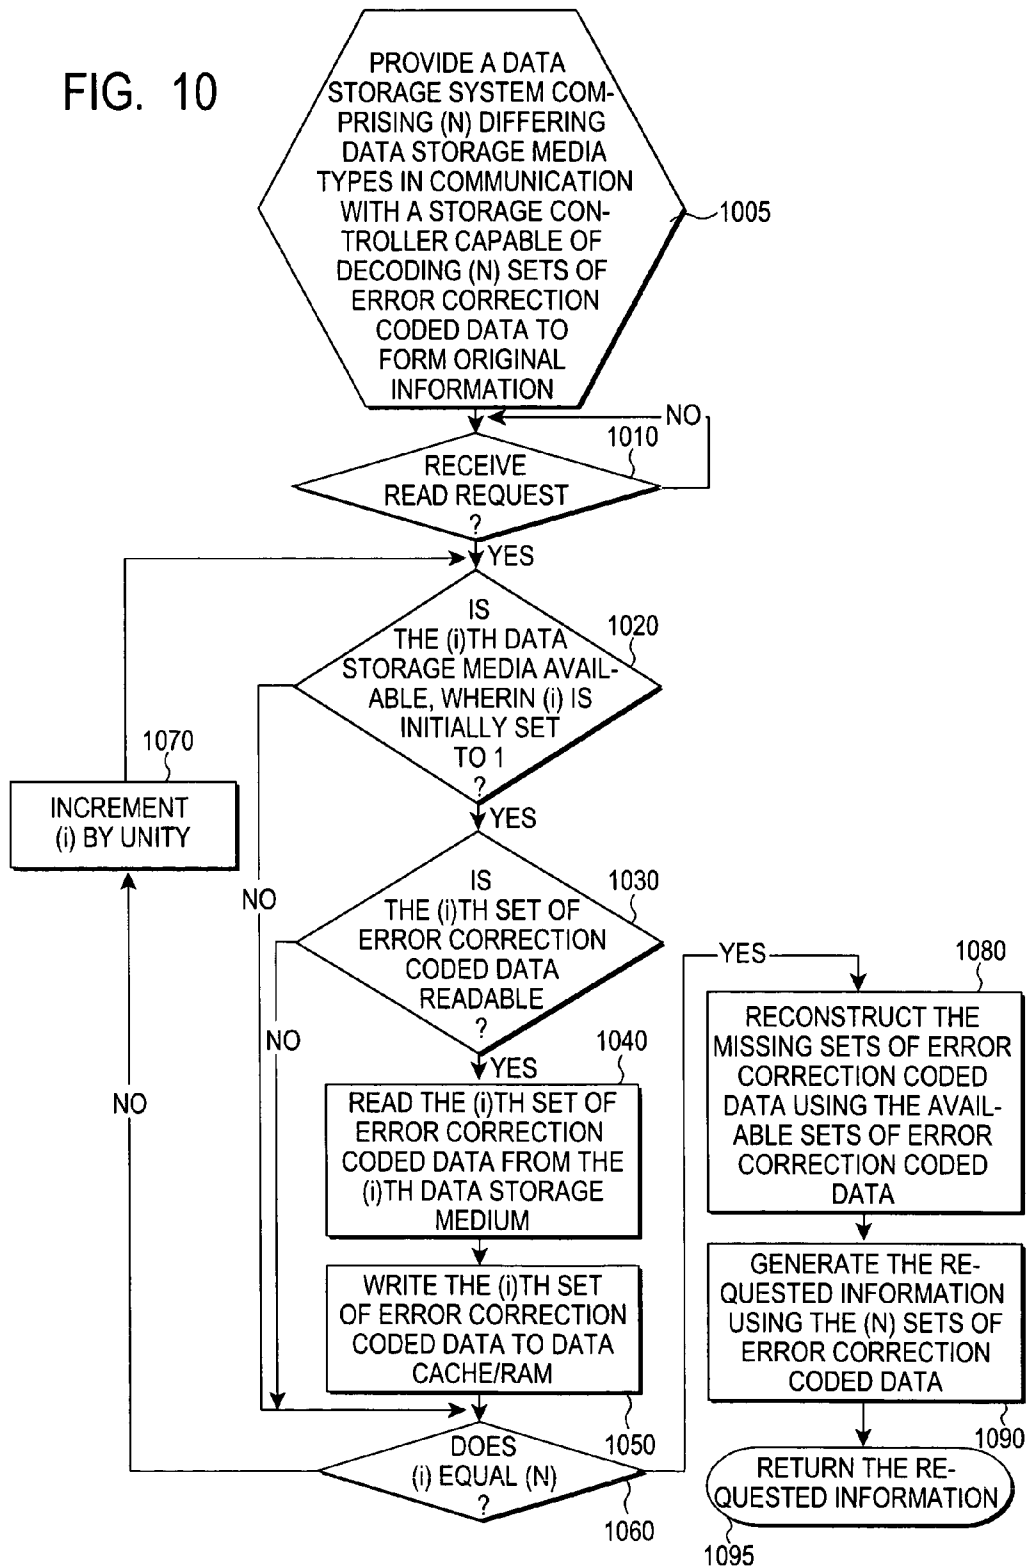 FIG. 10
PROVIDE A DATA
STORAGE SYSTEM COM-
PRISING (N) DIFFERING
DATA STORAGE MEDIA
TYPES IN COMMUNICATION
WITH A STORAGE CON-
TROLLER CAPABLE OF
DECODING (N) SETS OF
ERROR CORRECTION
CODED DATA TO
FORM ORIGINAL
INFORMATION
1005
NO
1010
RECEIVE
READ REQUEST
?
YES
IS
THE (i)TH DATA
STORAGE MEDIA AVAIL-
ABLE, WHERIN (i) IS
INITIALLY SET
TO 1
?
1020
1070
INCREMENT
(i) BY UNITY
YES
NO
IS
THE (i)TH SET OF
ERROR CORRECTION
CODED DATA
READABLE
?
1030
NO
YES
1040
READ THE (i)TH SET OF
ERROR CORRECTION
CODED DATA FROM THE
(i)TH DATA STORAGE
MEDIUM
WRITE THE (i)TH SET
OF ERROR CORRECTION
CODED DATA TO DATA
CACHE/RAM
1050
NO
DOES
(i) EQUAL (N)
?
1060
YES
1080
RECONSTRUCT THE
MISSING SETS OF ERROR
CORRECTION CODED
DATA USING THE AVAIL-
ABLE SETS OF ERROR
CORRECTION CODED
DATA
GENERATE THE RE-
QUESTED INFORMATION
USING THE (N) SETS OF
ERROR CORRECTION
CODED DATA
1090
RETURN THE RE-
QUESTED INFORMATION
1095